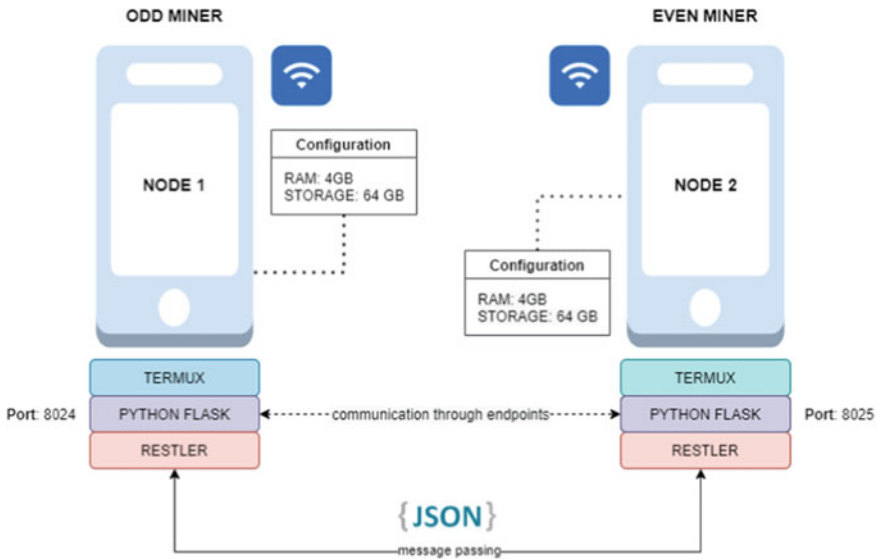 ODD MINER
EVEN MINER
NODE 1
Configuration
RAM: 4GB
STORAGE: 64 GB
NODE 2
Configuration
RAM: 4GB
STORAGE: 64 GB
TERMUX
TERMUX
Port: 8024
PYTHON FLASK
communication through endpoints
PYTHON FLASK
Port: 8025
RESTLER
RESTLER
{JSON}
message passing